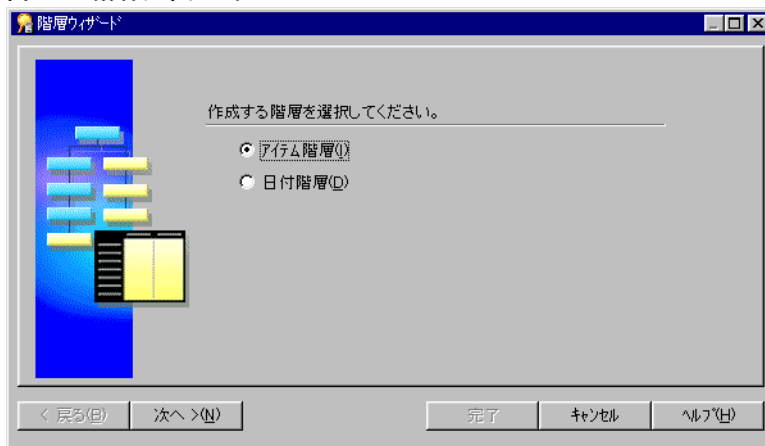 階層ウィザード
作成する階層を選択してください。
アイテム階層(I)
日付階層(D)
< 戻る(B) 次へ >(N) 完了 キャンセル ヘルプ(H)